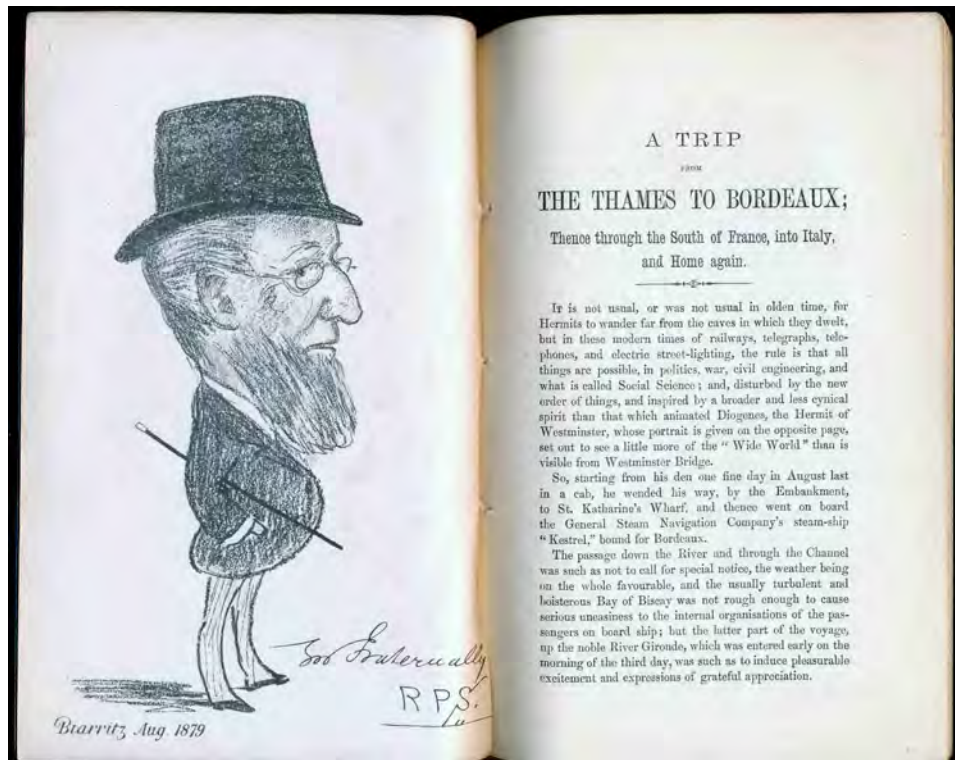 Yrs Fraternally
R P S.
Biarritz Aug. 1879
A TRIP
FROM
THE THAMES TO BORDEAUX;
Thence through the South of France, into Italy,
and Home again.
It is not usual, or was not usual in olden time, for
Hermits to wander far from the caves in which they dwelt,
but in these modern times of railways, telegraphs, tele-
phones, and electric street-lighting, the rule is that all
things are possible, in politics, war, civil engineering, and
what is called Social Science; and, disturbed by the new
order of things, and inspired by a broader and less cynical
spirit than that which animated Diogenes, the Hermit of
Westminster, whose portrait is given on the opposite page,
set out to see a little more of the "Wide World" than is
visible from Westminster Bridge.
So, starting from his den one fine day in August last
in a cab, he wended his way, by the Embankment,
to St. Katharine's Wharf, and thence went on board
the General Steam Navigation Company's steam-ship
"Kestrel," bound for Bordeaux.
The passage down the River and through the Channel
was such as not to call for special notice, the weather being
on the whole favourable, and the usually turbulent and
boisterous Bay of Biscay was not rough enough to cause
serious uneasiness to the internal organisations of the pas-
sengers on board ship; but the latter part of the voyage,
up the noble River Gironde, which was entered early on the
morning of the third day, was such as to induce pleasurable
excitement and expressions of grateful appreciation.